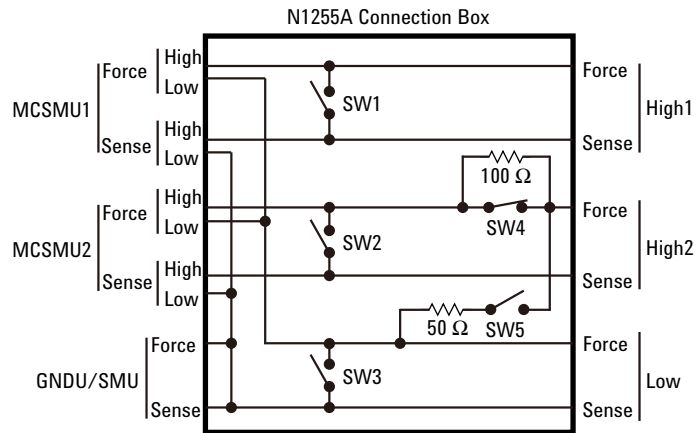 N1255A Connection Box
MCSMU1
Force
High
Low
Sense
High
Low
SW1
Force
Sense
High1
MCSMU2
Force
High
Low
Sense
High
Low
SW2
100 Ω
SW4
Force
Sense
High2
50 Ω
SW5
GNDU/SMU
Force
Sense
SW3
Force
Sense
Low